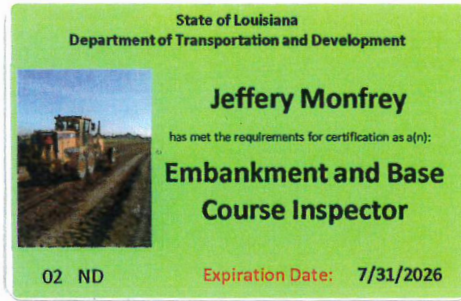 State of Louisiana
Department of Transportation and Development
Jeffery Monfrey
has met the requirements for certification as a(n):
Embankment and Base
Course Inspector
02 ND
Expiration Date: 7/31/2026